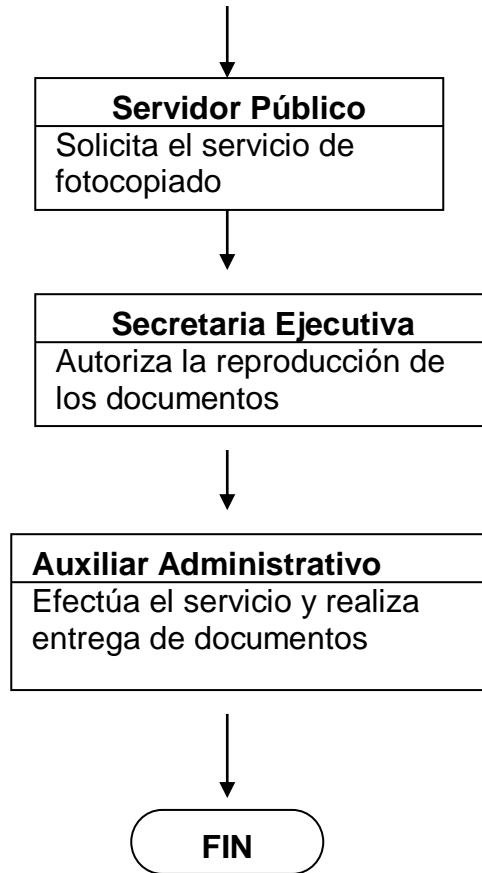 Servidor Público
Solicita el servicio de
fotocopiado
Secretaria Ejecutiva
Autoriza la reproducción de
los documentos
Auxiliar Administrativo
Efectúa el servicio y realiza
entrega de documentos
FIN